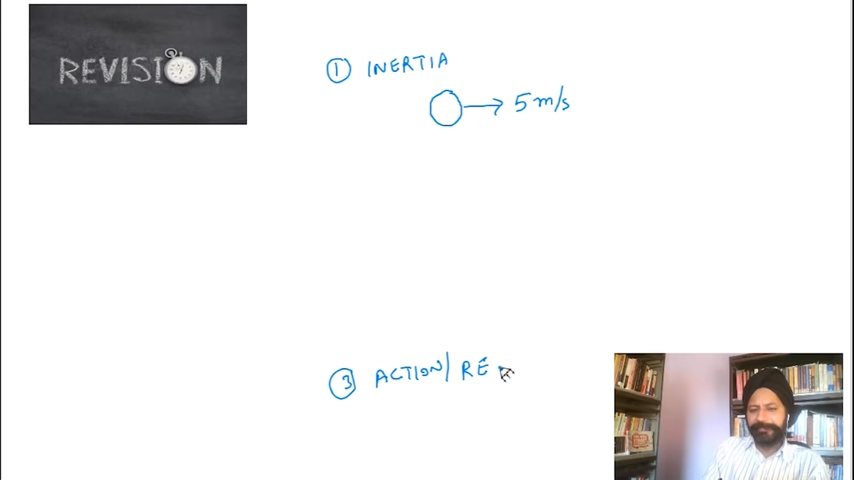 REVISION
① INERTIA
→ 5 m/s
③ ACTION/ RE